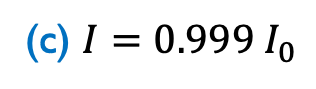 (c) I = 0.999 I₀